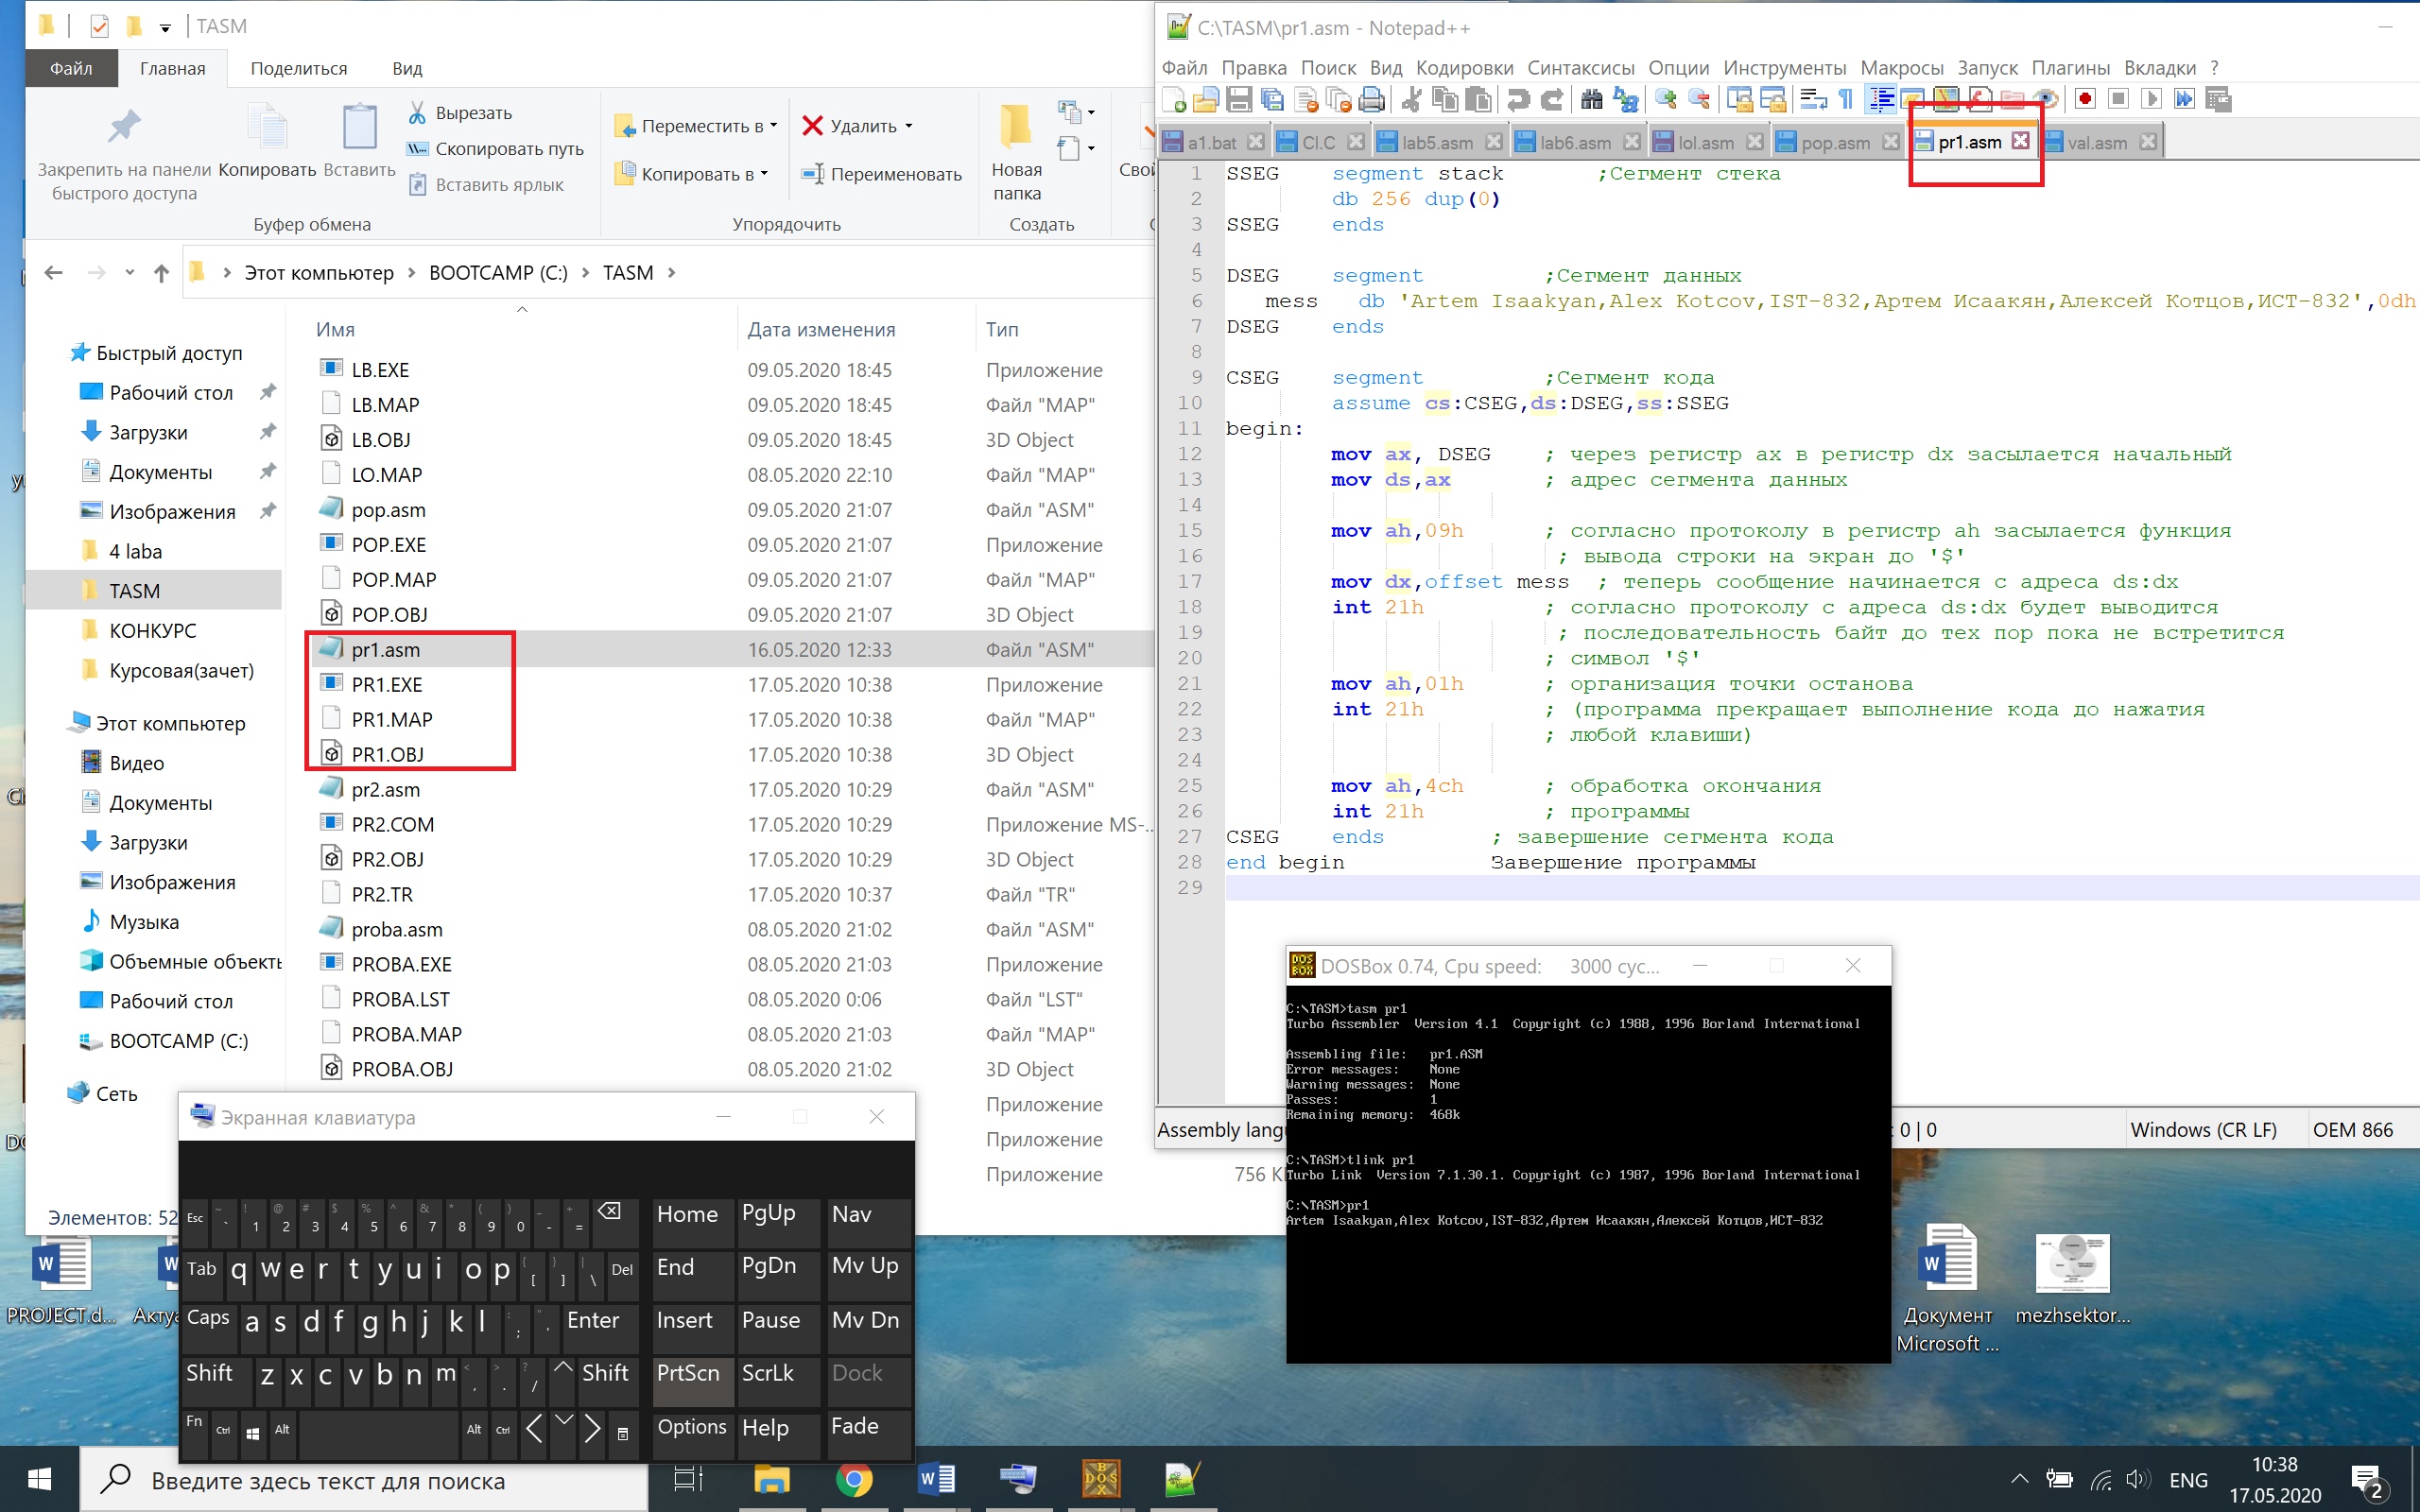 TASM
Файл Главная Поделиться Вид
Закрепить на панели быстрого доступа
Копировать
Вставить
Вырезать
Скопировать путь
Вставить ярлык
Буфер обмена
Переместить в
Копировать в
Удалить
Переименовать
Упорядочить
Новая папка
Создать
Этот компьютер BOOTCAMP (C:) TASM
Имя Дата изменения Тип
Быстрый доступ
Рабочий стол
Загрузки
Документы
Изображения
4 laba
TASM
КОНКУРС
Курсовая(зачет)
Этот компьютер
Видео
Документы
Загрузки
Изображения
Музыка
Объемные объекты
Рабочий стол
BOOTCAMP (C:)
Сеть
LB.EXE 09.05.2020 18:45 Приложение
LB.MAP 09.05.2020 18:45 Файл "MAP"
LB.OBJ 09.05.2020 18:45 3D Object
LO.MAP 08.05.2020 22:10 Файл "MAP"
pop.asm 09.05.2020 21:07 Файл "ASM"
POP.EXE 09.05.2020 21:07 Приложение
POP.MAP 09.05.2020 21:07 Файл "MAP"
POP.OBJ 09.05.2020 21:07 3D Object
pr1.asm 16.05.2020 12:33 Файл "ASM"
PR1.EXE 17.05.2020 10:38 Приложение
PR1.MAP 17.05.2020 10:38 Файл "MAP"
PR1.OBJ 17.05.2020 10:38 3D Object
pr2.asm 17.05.2020 10:29 Файл "ASM"
PR2.COM 17.05.2020 10:29 Приложение MS-...
PR2.OBJ 17.05.2020 10:29 3D Object
PR2.TR 17.05.2020 10:37 Файл "TR"
proba.asm 08.05.2020 21:02 Файл "ASM"
PROBA.EXE 08.05.2020 21:03 Приложение
PROBA.LST 08.05.2020 0:06 Файл "LST"
PROBA.MAP 08.05.2020 21:03 Файл "MAP"
PROBA.OBJ 08.05.2020 21:02 3D Object
Приложение
Приложение
Приложение 756
Элементов: 52
C:\TASM\pr1.asm - Notepad++
Файл Правка Поиск Вид Кодировки Синтаксисы Опции Инструменты Макросы Запуск Плагины Вкладки ?
a1.bat Cl.C lab5.asm lab6.asm lol.asm pop.asm pr1.asm val.asm
1 SSEG segment stack ;Сегмент стека
2 db 256 dup(0)
3 SSEG ends
4
5 DSEG segment ;Сегмент данных
6 mess db 'Artem Isaakyan,Alex Kotcov,IST-832,Артем Исаакян,Алексей Котцов,ИСТ-832',0dh
7 DSEG ends
8
9 CSEG segment ;Сегмент кода
10 assume cs:CSEG,ds:DSEG,ss:SSEG
11 begin:
12 mov ax, DSEG ; через регистр ax в регистр dx засылается начальный
13 mov ds,ax ; адрес сегмента данных
14
15 mov ah,09h ; согласно протоколу в регистр ah засылается функция
16 ; вывода строки на экран до '$'
17 mov dx,offset mess ; теперь сообщение начинается с адреса ds:dx
18 int 21h ; согласно протоколу с адреса ds:dx будет выводится
19 ; последовательность байт до тех пор пока не встретится
20 ; символ '$'
21 mov ah,01h ; организация точки останова
22 int 21h ; (программа прекращает выполнение кода до нажатия
23 ; любой клавиши)
24
25 mov ah,4ch ; обработка окончания
26 int 21h ; программы
27 CSEG ends ; завершение сегмента кода
28 end begin Завершение программы
29
Assembly langu : 0 | 0 Windows (CR LF) OEM 866
DOSBox 0.74, Cpu speed: 3000 cyc...
C:\TASM>tasm pr1
Turbo Assembler Version 4.1 Copyright (c) 1988, 1996 Borland International
Assembling file: pr1.ASM
Error messages: None
Warning messages: None
Passes: 1
Remaining memory: 468k
C:\TASM>tlink pr1
Turbo Link Version 7.1.30.1. Copyright (c) 1987, 1996 Borland International
C:\TASM>pr1
Artem Isaakyan,Alex Kotcov,IST-832,Артем Исаакян,Алексей Котцов,ИСТ-832
Экранная клавиатура
Esc ~ ` ! 1 @ 2 # 3 $ 4 % 5 ^ 6 & 7 * 8 ( 9 ) 0 _ - + = Home PgUp Nav
Tab q w e r t y u i o p { [ } ] | \ Del End PgDn Mv Up
Caps a s d f g h j k l : ; " ' Enter Insert Pause Mv Dn
Shift z x c v b n m < , > . ? / Shift PrtScn ScrLk Dock
Fn Ctrl Alt Alt Ctrl Options Help Fade
PROJECT.d...
Документ Microsoft ...
mezhsektor...
Введите здесь текст для поиска
ENG
10:38
17.05.2020
2